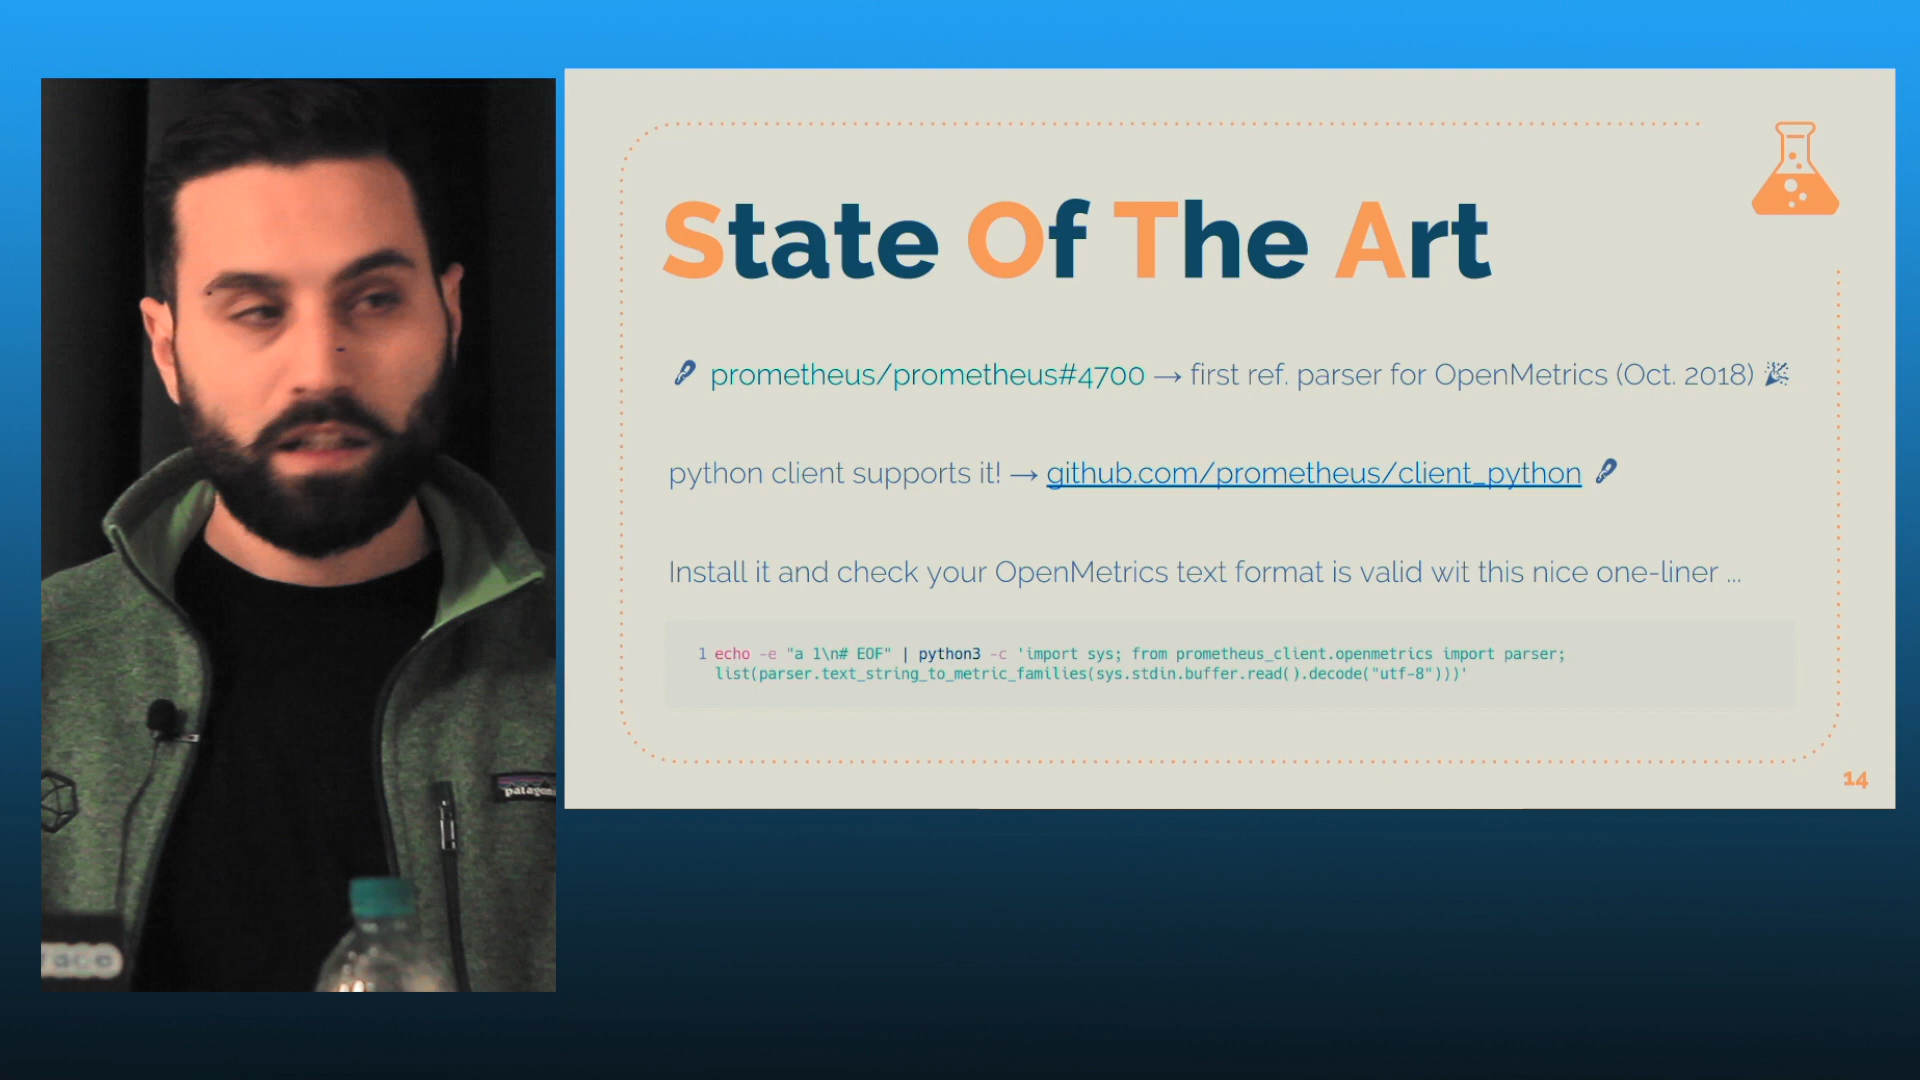 State Of The Art
prometheus/prometheus#4700 → first ref. parser for OpenMetrics (Oct. 2018)
python client supports it! → github.com/prometheus/client_python
Install it and check your OpenMetrics text format is valid wit this nice one-liner ...
1 echo -e "a 1\n# EOF" | python3 -c 'import sys; from prometheus_client.openmetrics import parser;
list(parser.text_string_to_metric_families(sys.stdin.buffer.read().decode("utf-8")))'
14